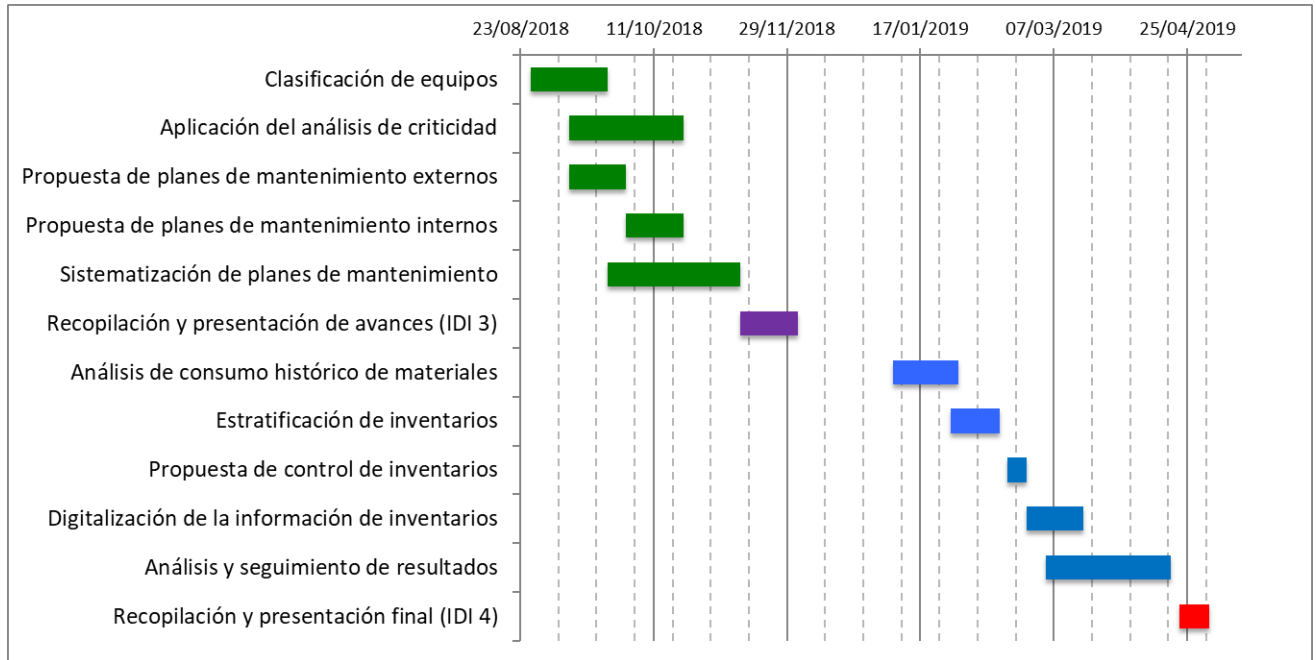 23/08/2018 11/10/2018 29/11/2018 17/01/2019 07/03/2019 25/04/2019
Clasificación de equipos
Aplicación del análisis de criticidad
Propuesta de planes de mantenimiento externos
Propuesta de planes de mantenimiento internos
Sistematización de planes de mantenimiento
Recopilación y presentación de avances (IDI 3)
Análisis de consumo histórico de materiales
Estratificación de inventarios
Propuesta de control de inventarios
Digitalización de la información de inventarios
Análisis y seguimiento de resultados
Recopilación y presentación final (IDI 4)